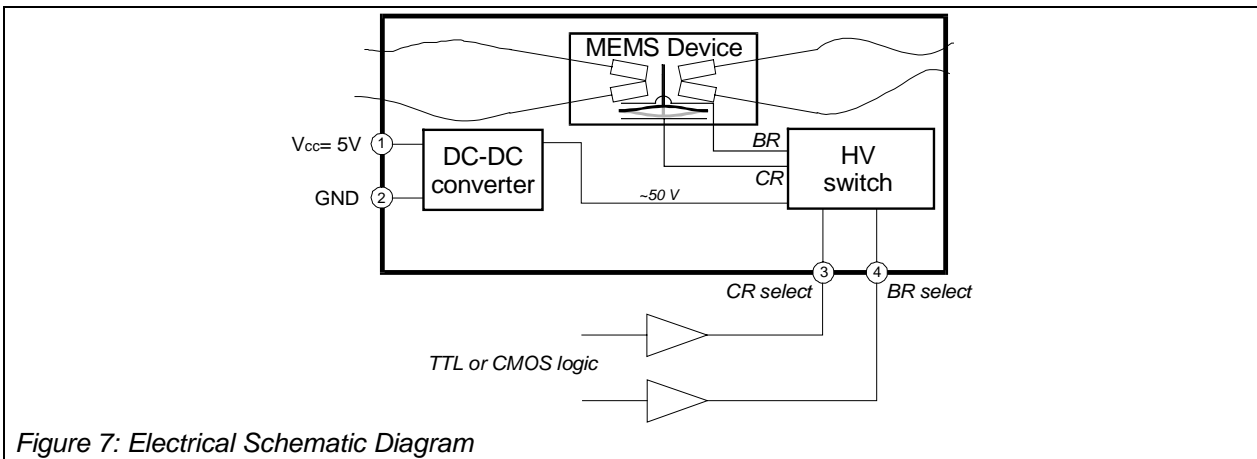 MEMS Device
Vcc= 5V 1
DC-DC
converter
GND 2
BR
CR
~50 V
HV
switch
3 4
CR select BR select
TTL or CMOS logic
Figure 7: Electrical Schematic Diagram